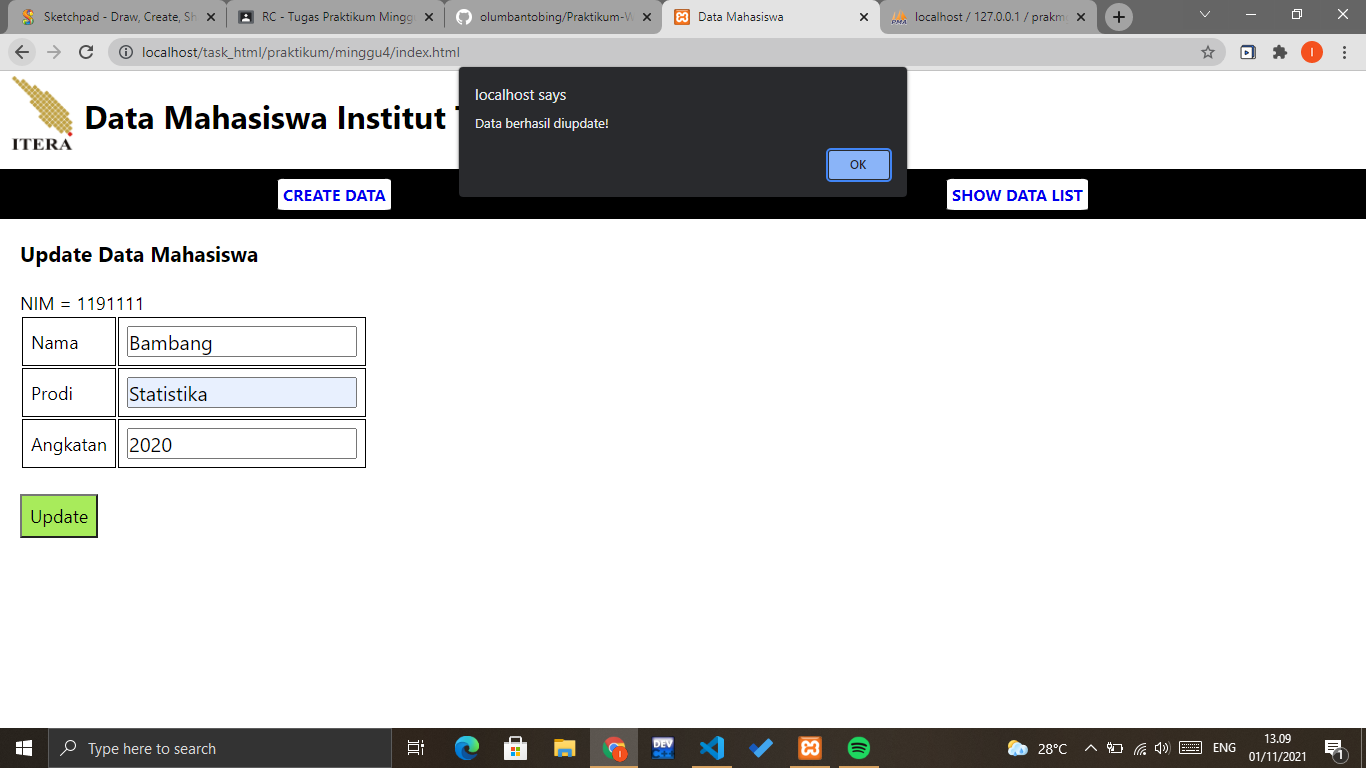 Sketchpad - Draw, Create, Sh
RC - Tugas Praktikum Mingg
olumbantobing/Praktikum-W
Data Mahasiswa
localhost / 127.0.0.1 / prakm
localhost/task_html/praktikum/minggu4/index.html
I
localhost says
Data berhasil diupdate!
OK
ITERA
Data Mahasiswa Institut
CREATE DATA
SHOW DATA LIST
Update Data Mahasiswa
NIM = 1191111
Nama
Bambang
Prodi
Statistika
Angkatan
2020
Update
Type here to search
DEV
28°C
ENG
13.09
01/11/2021
1